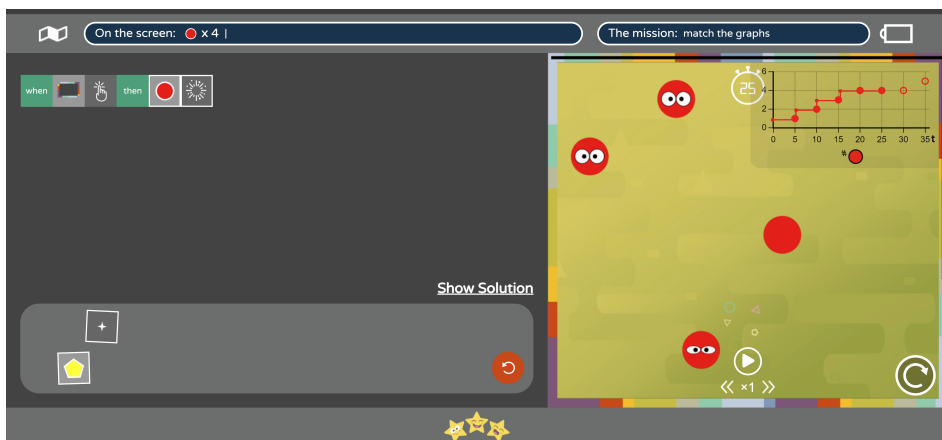 On the screen: x 4 |
The mission: match the graphs
when then
25
6
4
2
0
0 5 10 15 20 25 30 35 t
#
Show Solution
×1